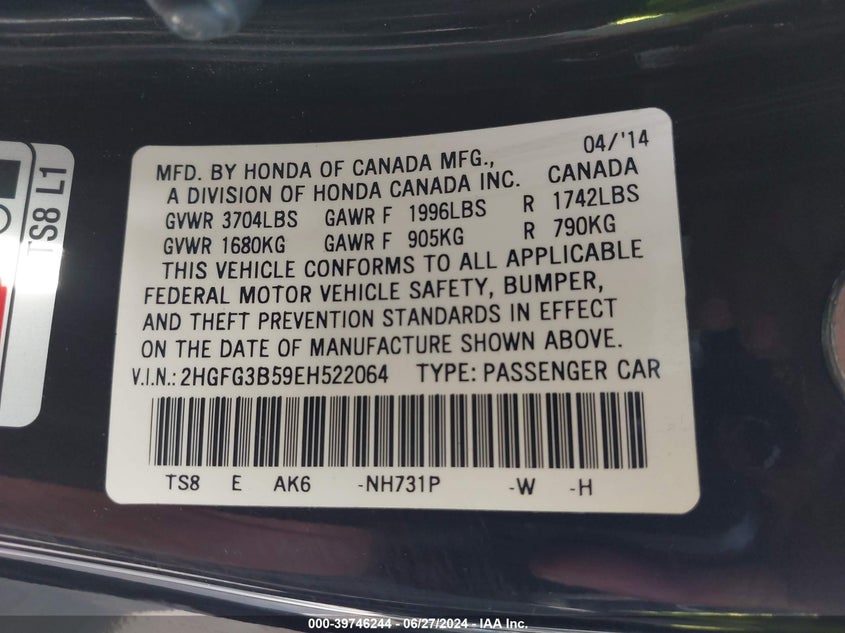 04/'14
MFD. BY HONDA OF CANADA MFG.,
A DIVISION OF HONDA CANADA INC. CANADA
GVWR 3704LBS GAWR F 1996LBS R 1742LBS
GVWR 1680KG GAWR F 905KG R 790KG
THIS VEHICLE CONFORMS TO ALL APPLICABLE
FEDERAL MOTOR VEHICLE SAFETY, BUMPER,
AND THEFT PREVENTION STANDARDS IN EFFECT
ON THE DATE OF MANUFACTURE SHOWN ABOVE.
V.I.N.: 2HGFG3B59EH522064 TYPE: PASSENGER CAR
TS8 E AK6 -NH731P -W -H
TS8 L1
000-39746244 - 06/27/2024 - IAA Inc.